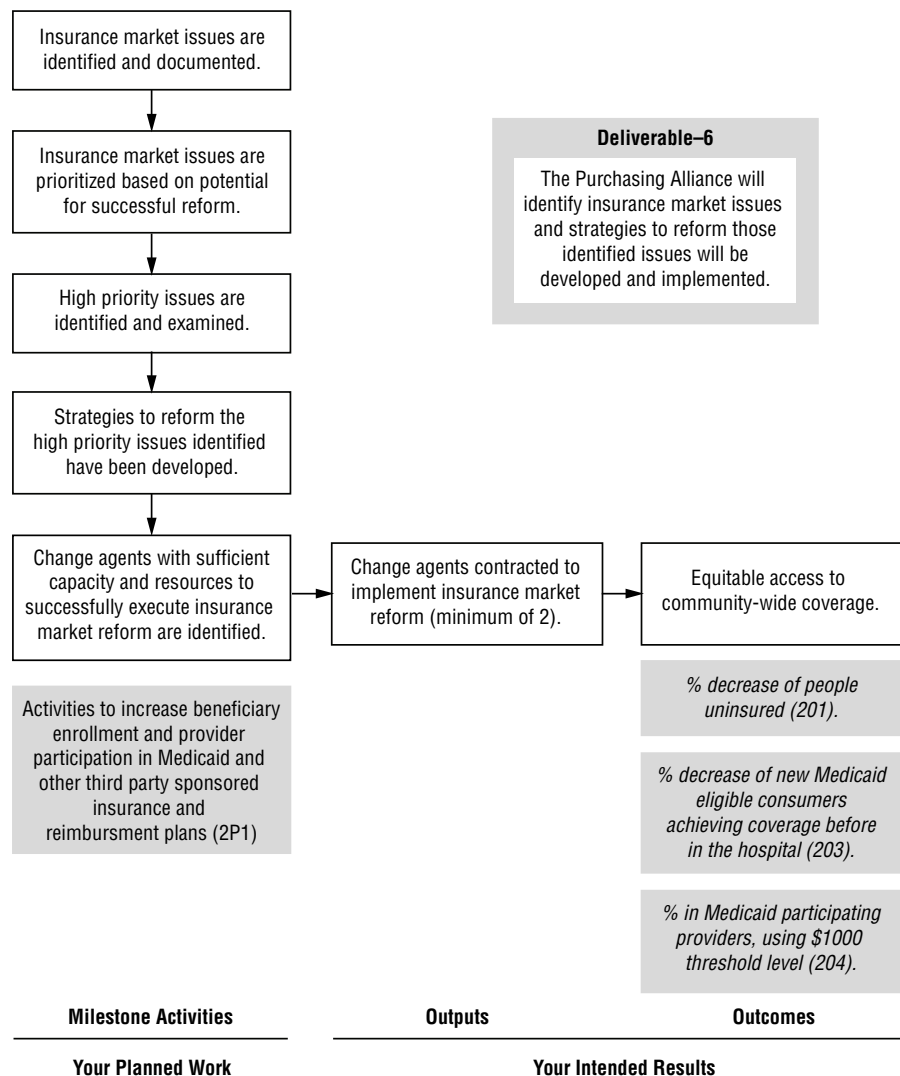 Insurance market issues are
identified and documented.
Insurance market issues are
prioritized based on potential
for successful reform.
Deliverable–6
The Purchasing Alliance will
identify insurance market issues
and strategies to reform those
identified issues will be
developed and implemented.
High priority issues are
identified and examined.
Strategies to reform the
high priority issues identified
have been developed.
Change agents with sufficient
capacity and resources to
successfully execute insurance
market reform are identified.
Change agents contracted to
implement insurance market
reform (minimum of 2).
Equitable access to
community-wide coverage.
Activities to increase beneficiary
enrollment and provider
participation in Medicaid and
other third party sponsored
insurance and
reimbursment plans (2P1)
% decrease of people
uninsured (201).
% decrease of new Medicaid
eligible consumers
achieving coverage before
in the hospital (203).
% in Medicaid participating
providers, using $1000
threshold level (204).
Milestone Activities
Outputs
Outcomes
Your Planned Work
Your Intended Results